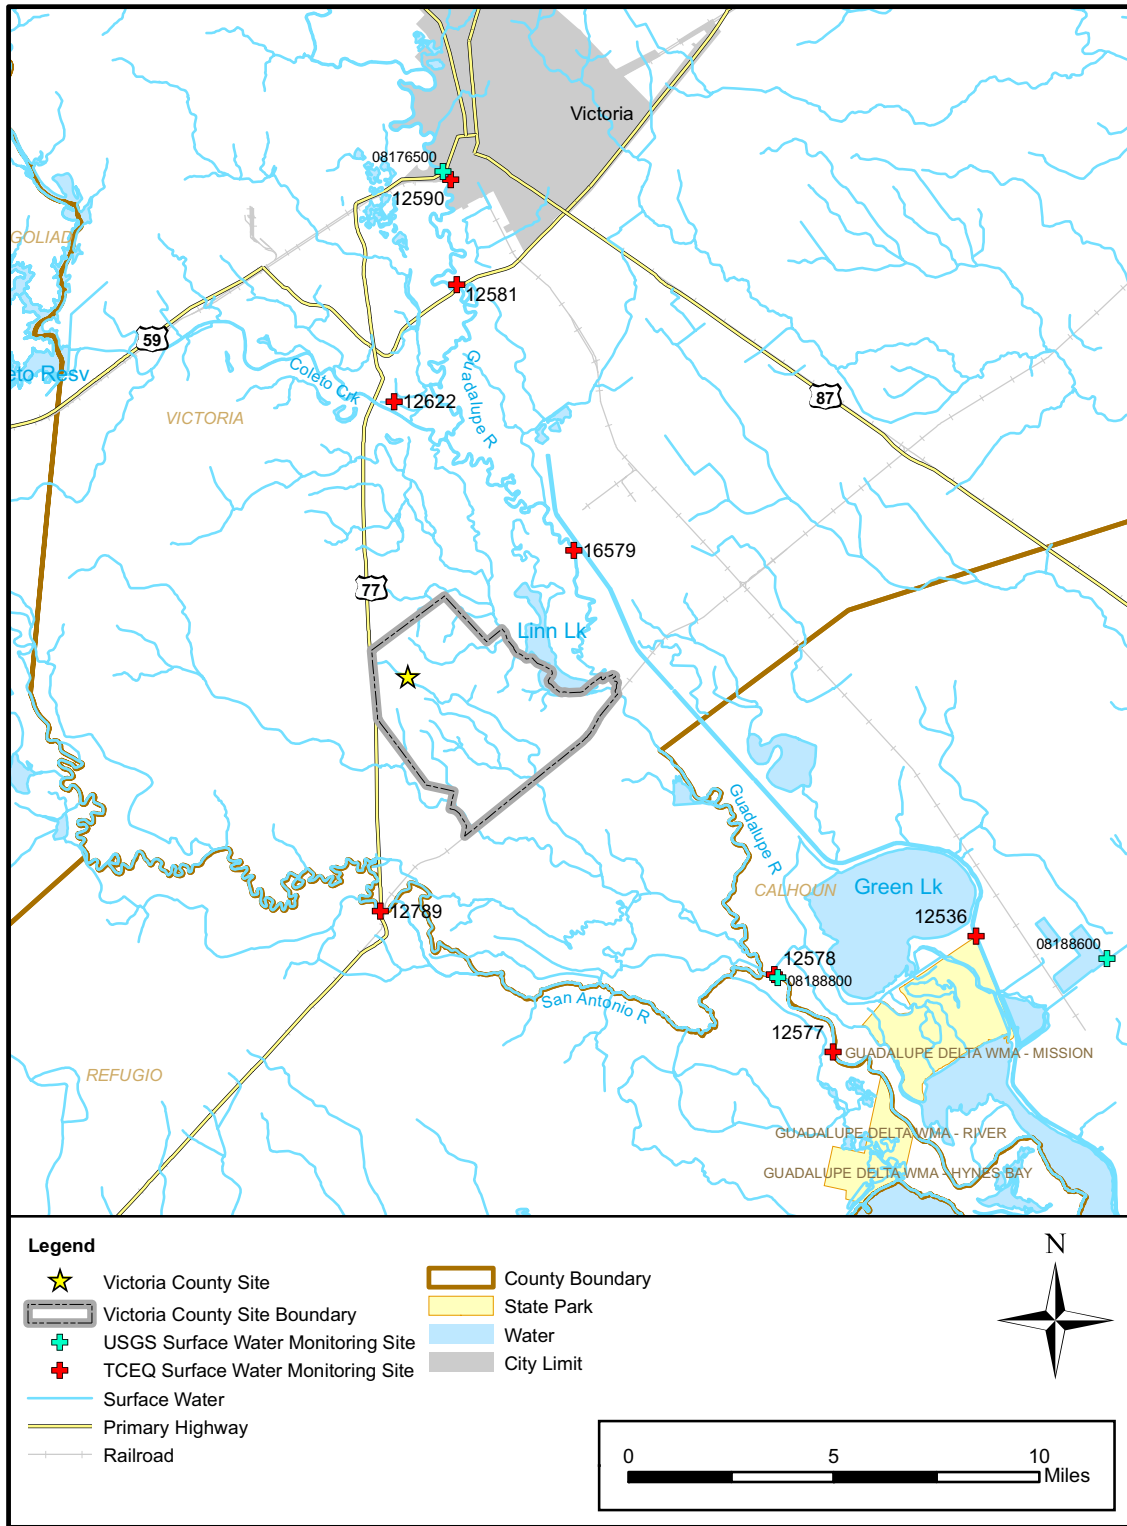 Victoria
08176500
12590
GOLIAD
12581
59
eto Resv
Coleto Crk
Guadalupe R
12622
87
VICTORIA
16579
77
Linn Lk
Guadalupe R
CALHOUN
Green Lk
12789
12536
08188600
12578
08188800
San Antonio R
12577
GUADALUPE DELTA WMA - MISSION
REFUGIO
GUADALUPE DELTA WMA - RIVER
GUADALUPE DELTA WMA - HYNES BAY
Legend
Victoria County Site
Victoria County Site Boundary
USGS Surface Water Monitoring Site
TCEQ Surface Water Monitoring Site
Surface Water
Primary Highway
Railroad
County Boundary
State Park
Water
City Limit
N
0 5 10
Miles